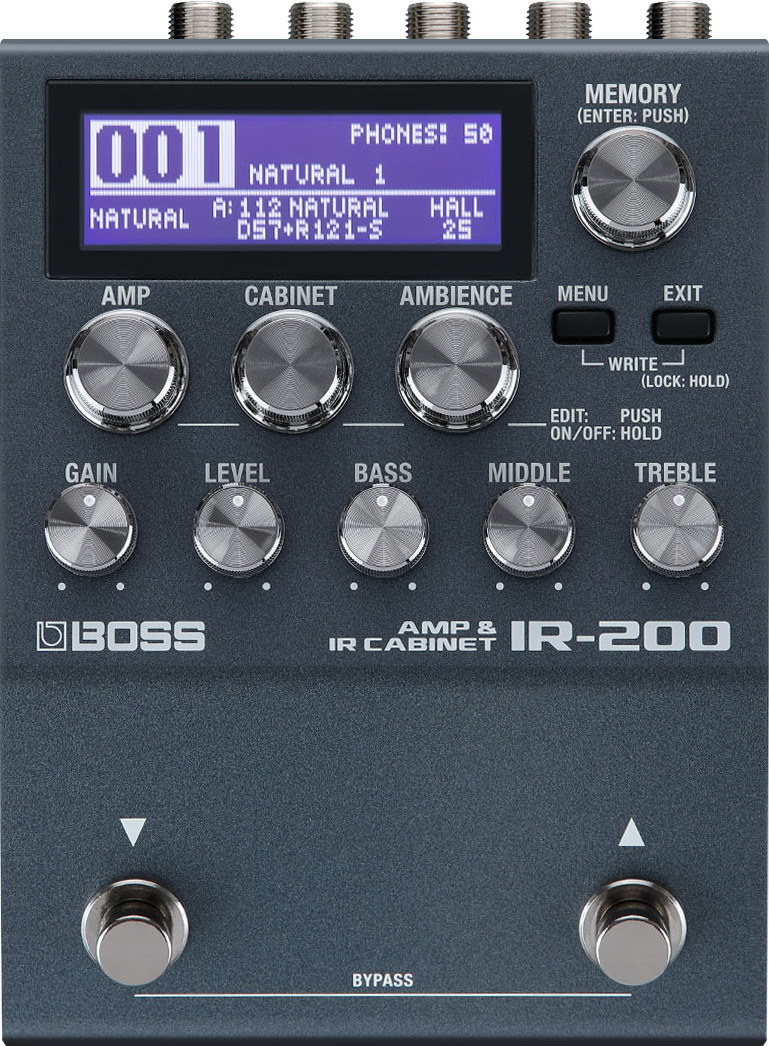 MEMORY
(ENTER: PUSH)
001
PHONES: 50
NATURAL 1
NATURAL
A:112 NATURAL
DS7+R121-S
HALL
25
AMP
CABINET
AMBIENCE
MENU
EXIT
WRITE
(LOCK: HOLD)
EDIT: PUSH
ON/OFF: HOLD
GAIN
LEVEL
BASS
MIDDLE
TREBLE
BOSS
AMP &
IR CABINET
IR-200
▼
▲
BYPASS